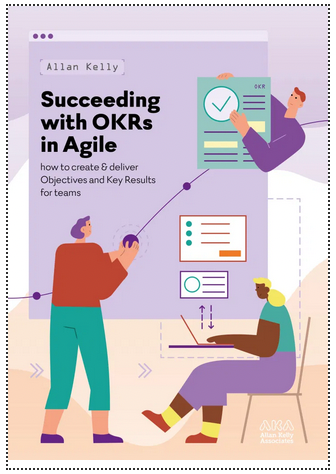 Allan Kelly
OKR
Succeeding
with OKRs
in Agile
how to create & deliver
Objectives and Key Results
for teams
AKA
Allan Kelly
Associates